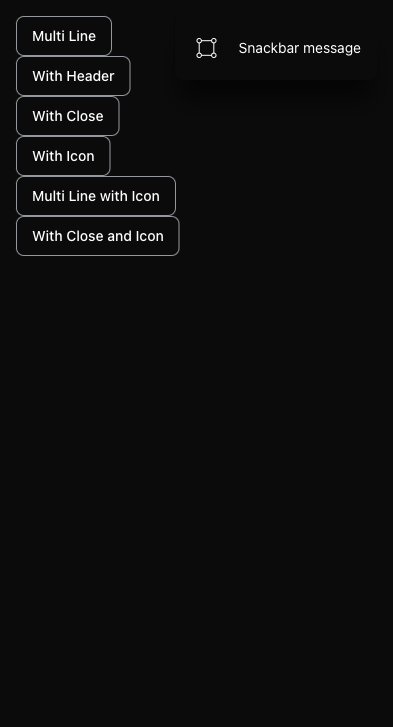 Multi Line
With Header
With Close
With Icon
Multi Line with Icon
With Close and Icon
Snackbar message